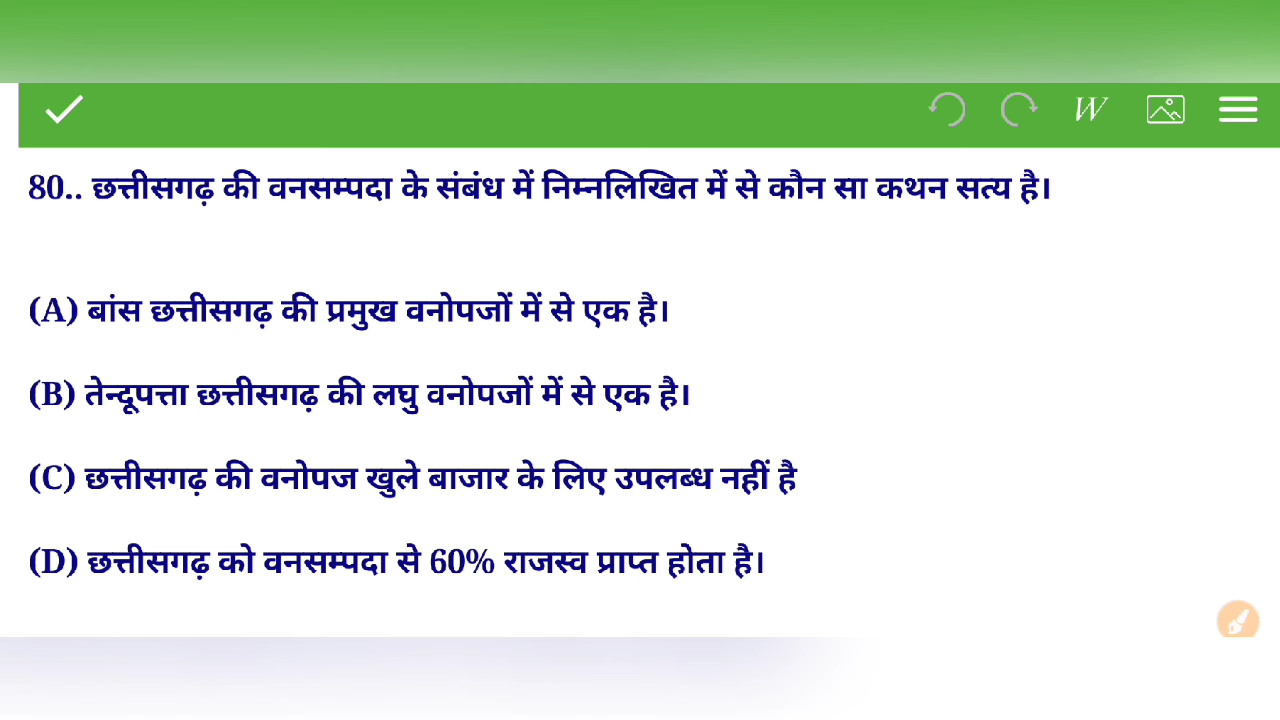 W
80.. छत्तीसगढ़ की वनसम्पदा के संबंध में निम्नलिखित में से कौन सा कथन सत्य है।
(A) बांस छत्तीसगढ़ की प्रमुख वनोपजों में से एक है।
(B) तेन्दूपत्ता छत्तीसगढ़ की लघु वनोपजों में से एक है।
(C) छत्तीसगढ़ की वनोपज खुले बाजार के लिए उपलब्ध नहीं है
(D) छत्तीसगढ़ को वनसम्पदा से 60% राजस्व प्राप्त होता है।